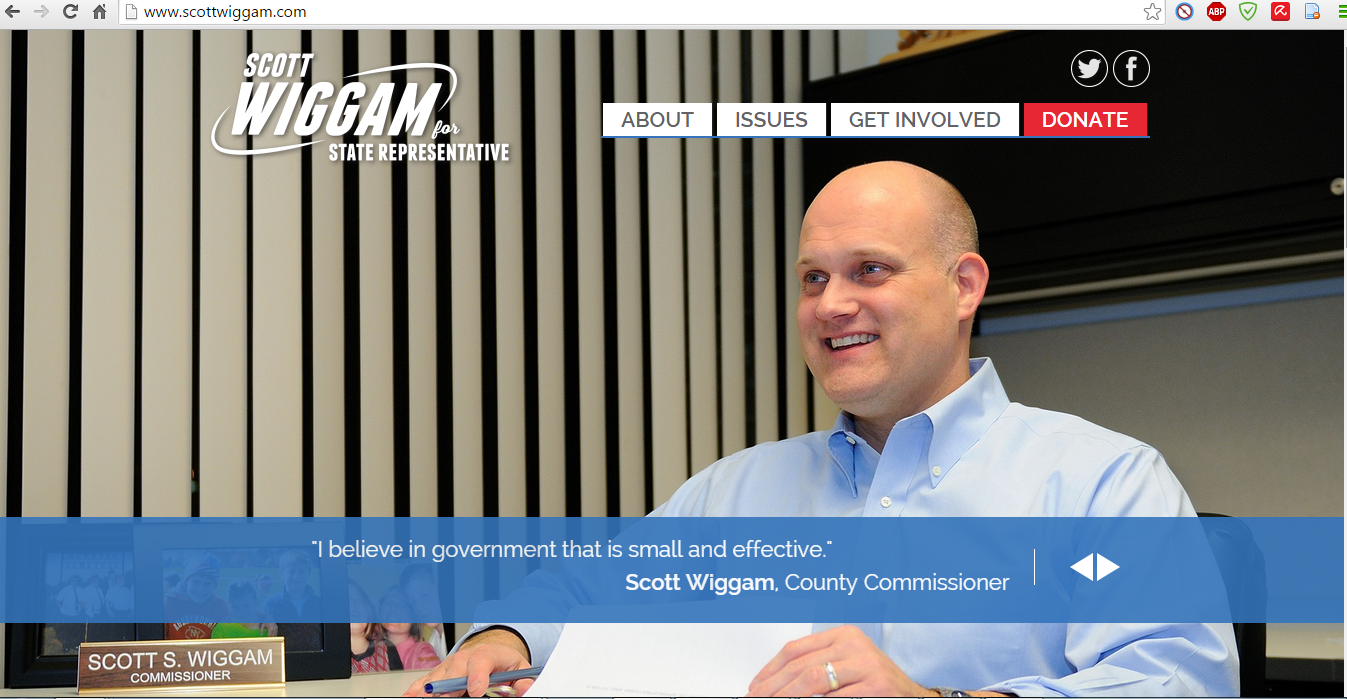 www.scottwiggam.com
ABP
SCOTT
WIGGAM for
STATE REPRESENTATIVE
ABOUT
ISSUES
GET INVOLVED
DONATE
"I believe in government that is small and effective."
Scott Wiggam, County Commissioner
SCOTT S. WIGGAM
COMMISSIONER